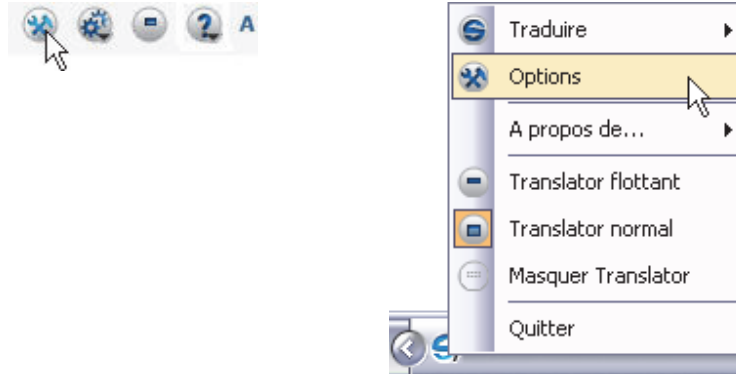 A
Traduire
Options
A propos de...
Translator flottant
Translator normal
Masquer Translator
Quitter